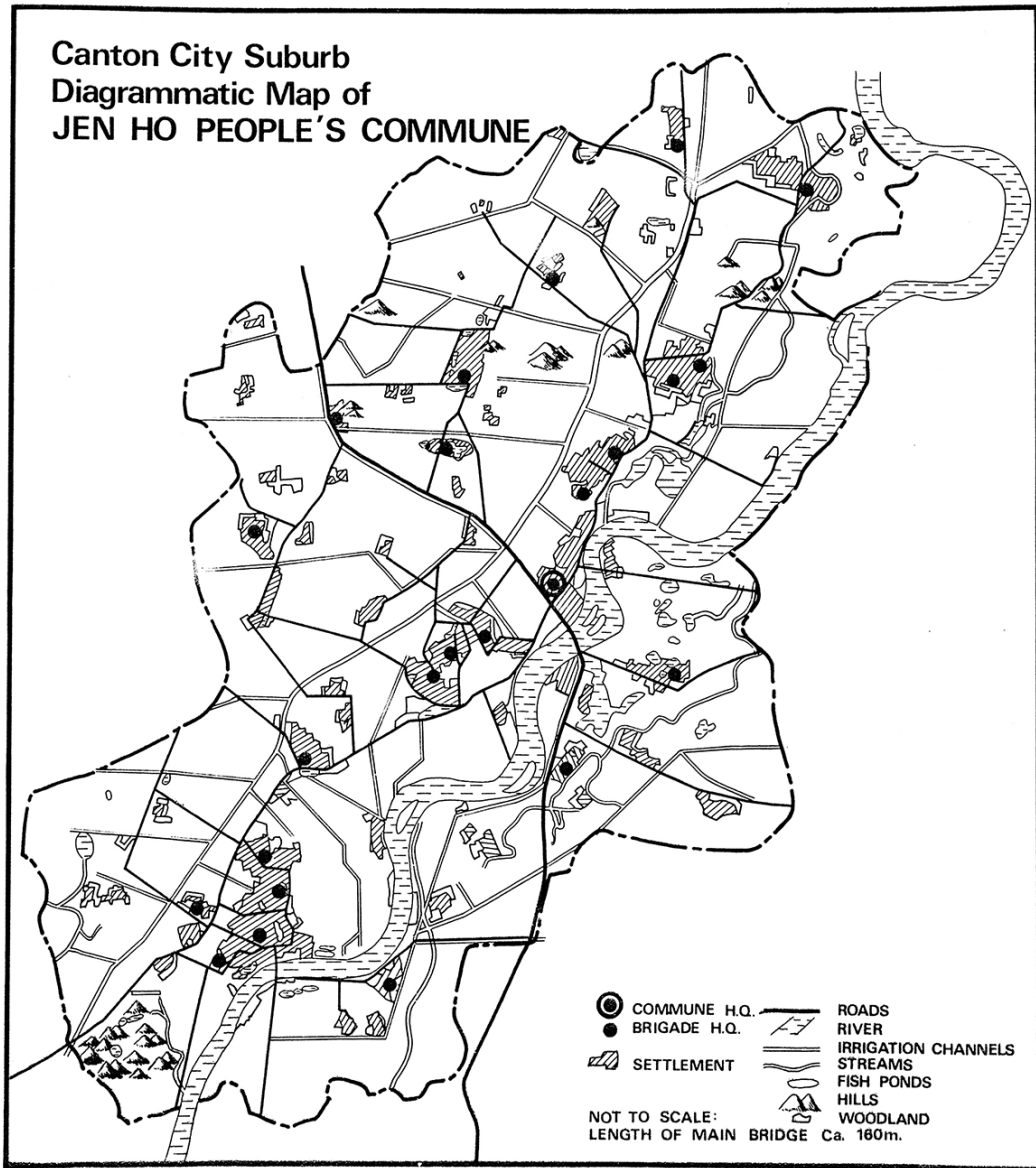 Canton City Suburb
Diagrammatic Map of
JEN HO PEOPLE'S COMMUNE
COMMUNE H.Q.
BRIGADE H.Q.
SETTLEMENT
ROADS
RIVER
IRRIGATION CHANNELS
STREAMS
FISH PONDS
HILLS
WOODLAND
NOT TO SCALE:
LENGTH OF MAIN BRIDGE Ca. 160m.